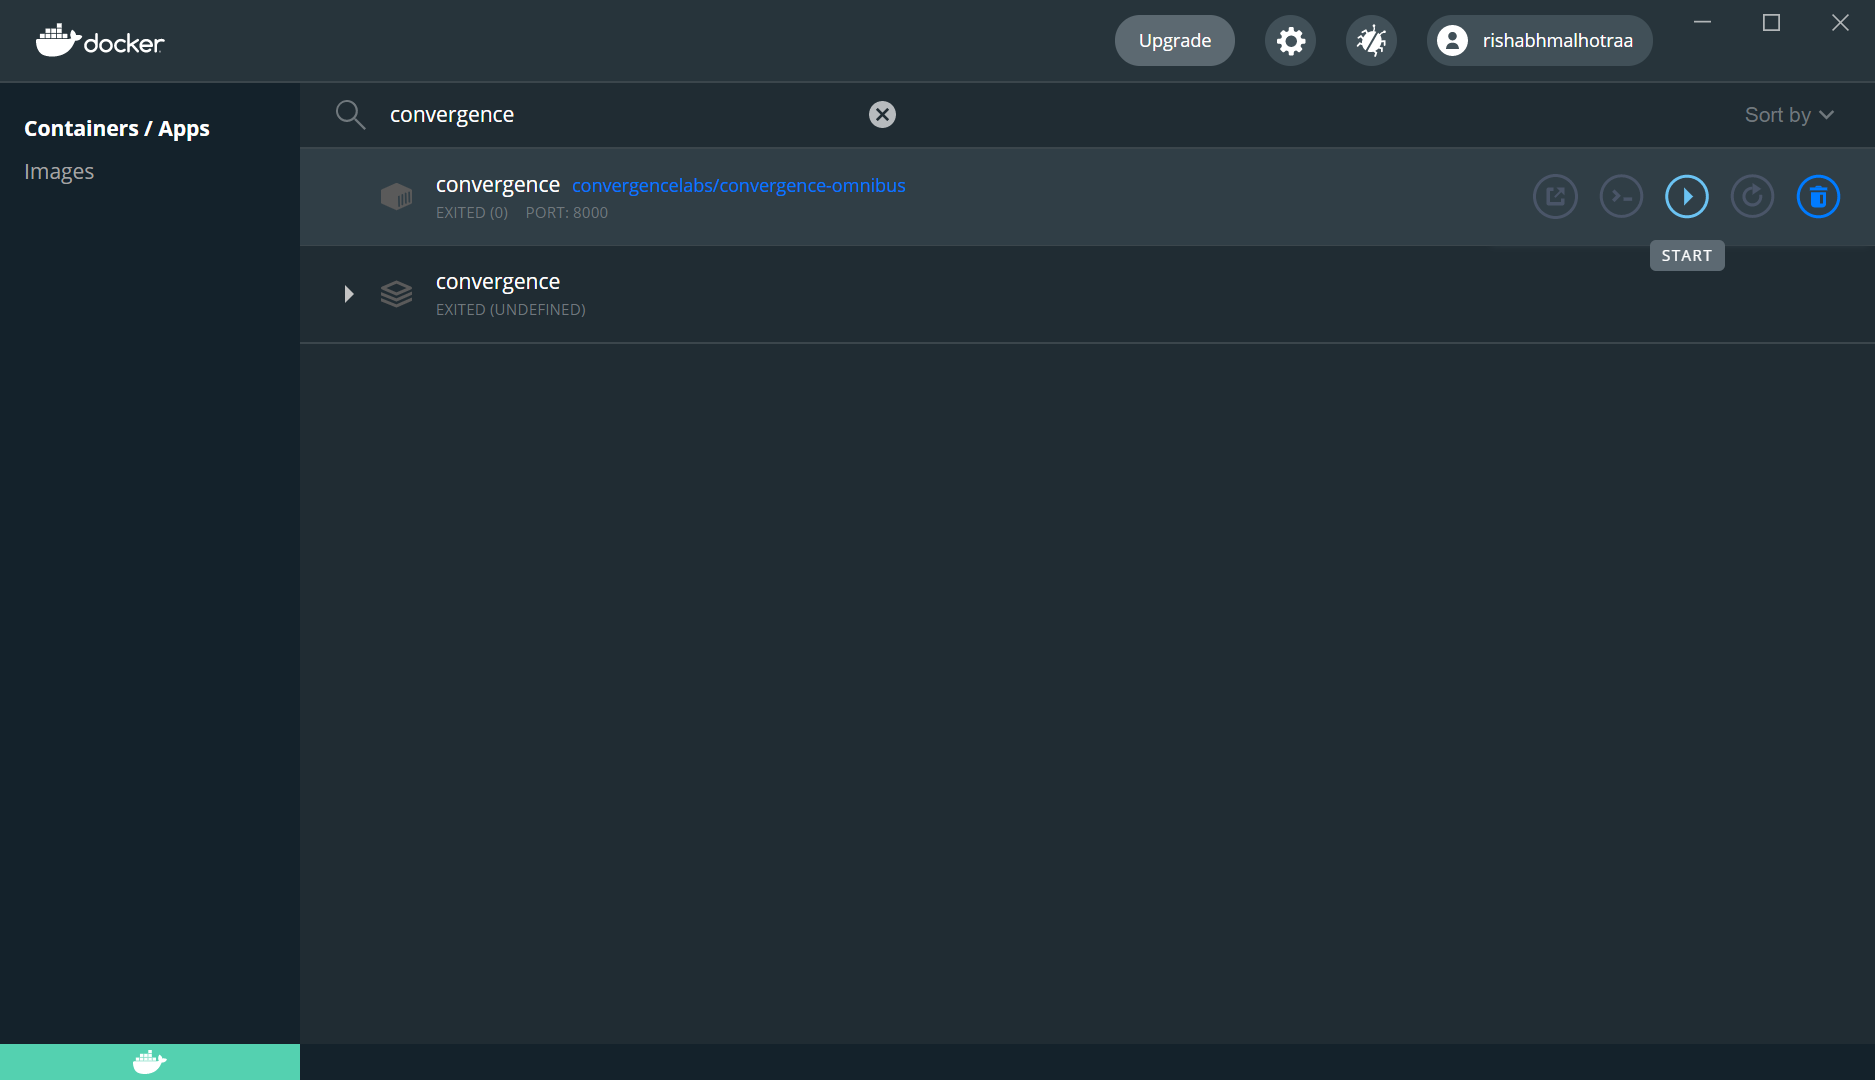 docker
Upgrade
rishabhmalhotraa
Containers / Apps
Images
convergence
Sort by
convergence convergencelabs/convergence-omnibus
EXITED (0) PORT: 8000
START
convergence
EXITED (UNDEFINED)